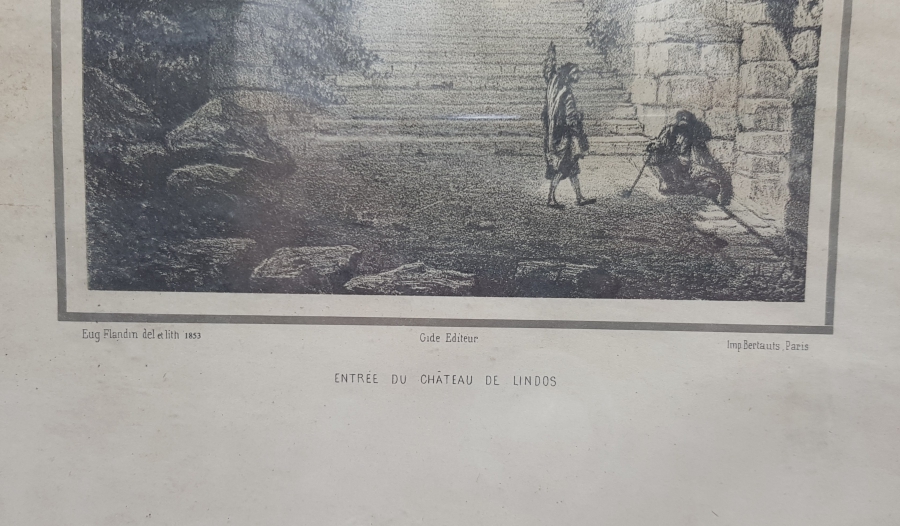 Eug. Flandin del et lith 1853
Gide Editeur
Imp. Bertauts, Paris
ENTRÉE DU CHÂTEAU DE LINDOS